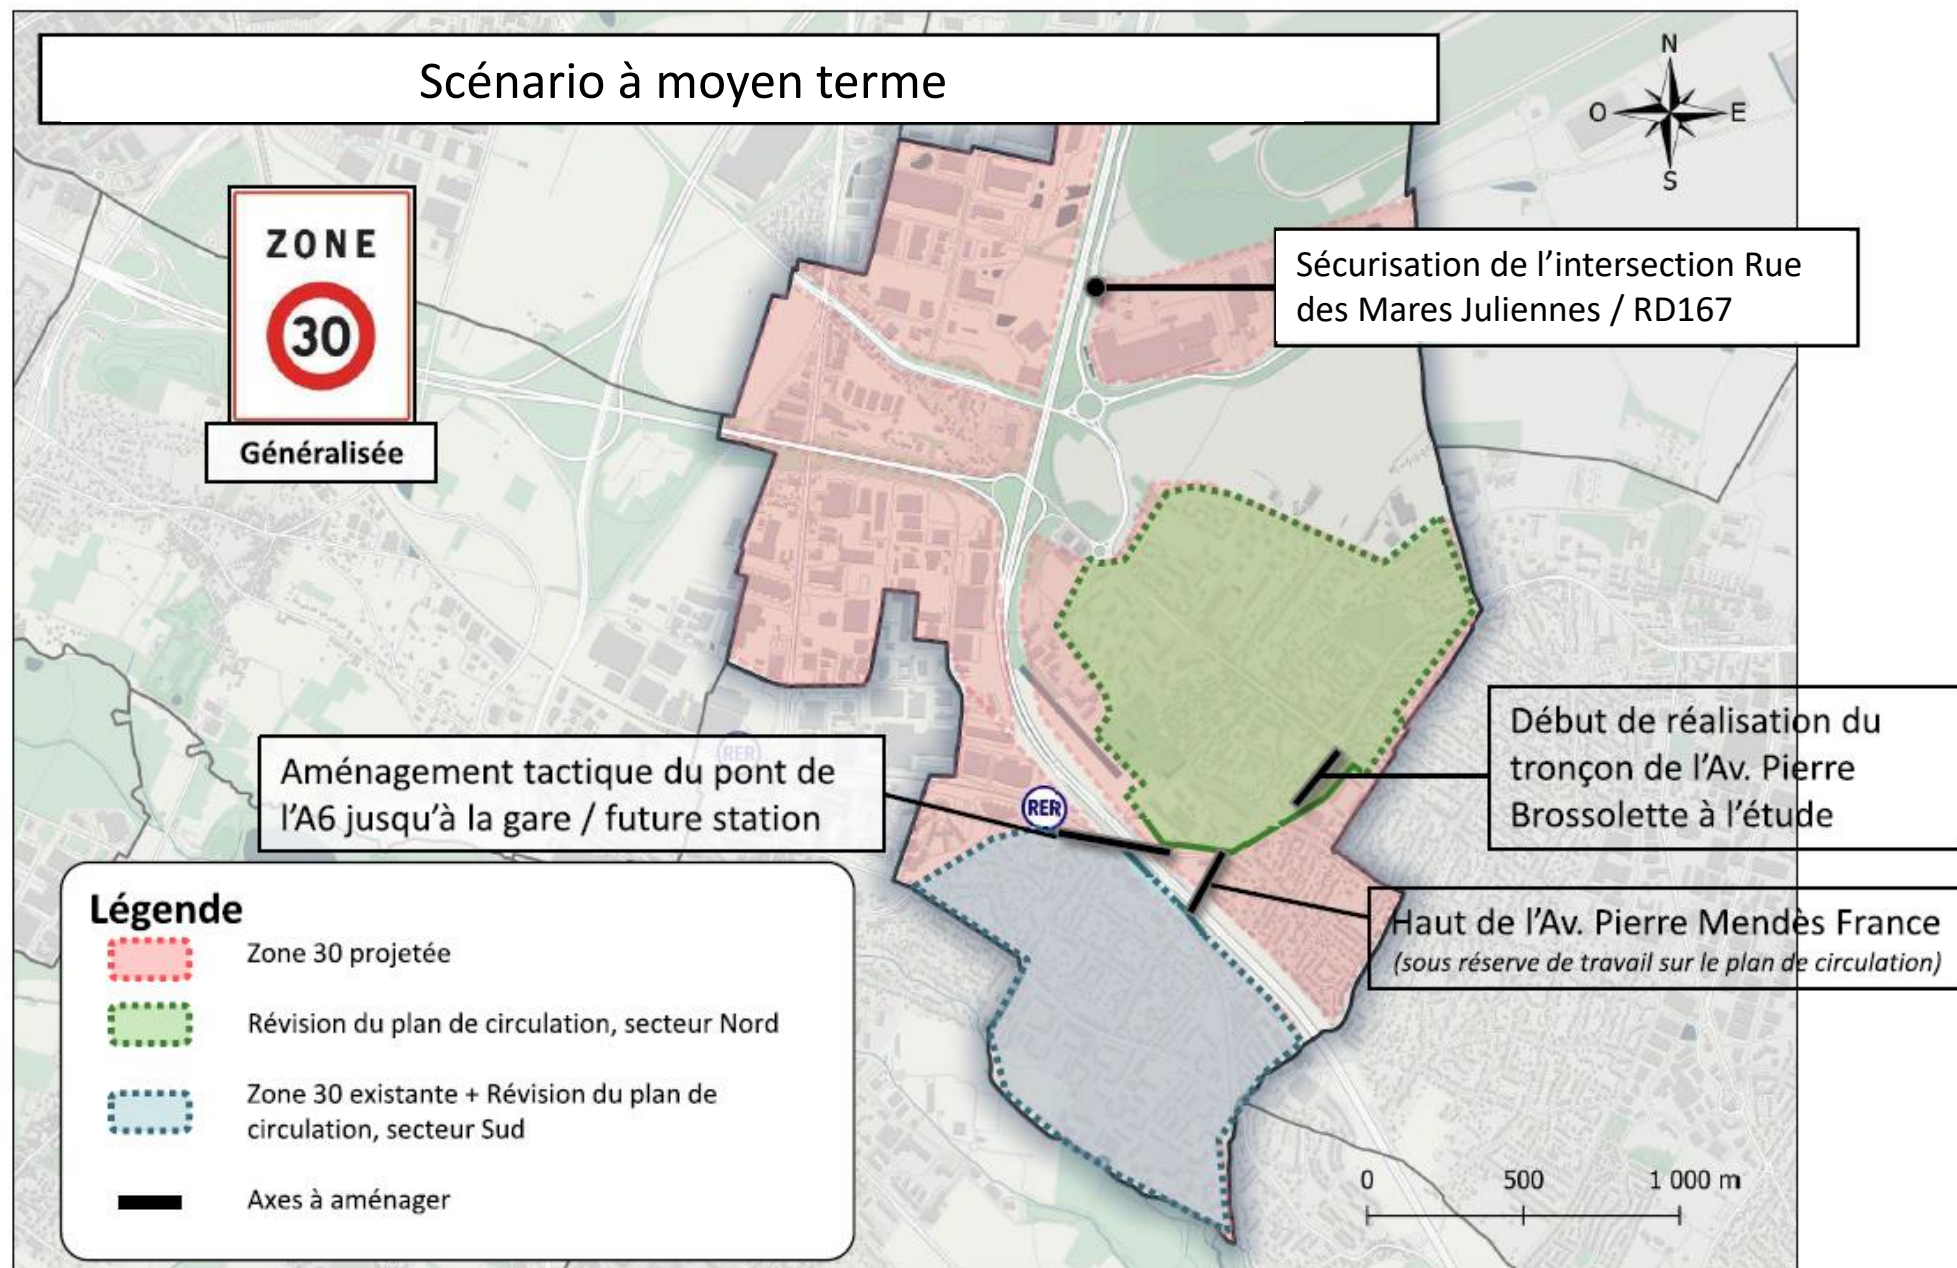 Scénario à moyen terme
N
O
E
S
ZONE
30
Généralisée
Sécurisation de l'intersection Rue
des Mares Juliennes / RD167
Début de réalisation du
tronçon de l'Av. Pierre
Brossolette à l'étude
RER
Aménagement tactique du pont de
l'A6 jusqu'à la gare / future station
RER
Haut de l'Av. Pierre Mendès France
(sous réserve de travail sur le plan de circulation)
Légende
Zone 30 projetée
Révision du plan de circulation, secteur Nord
Zone 30 existante + Révision du plan de
circulation, secteur Sud
Axes à aménager
0 500 1 000 m